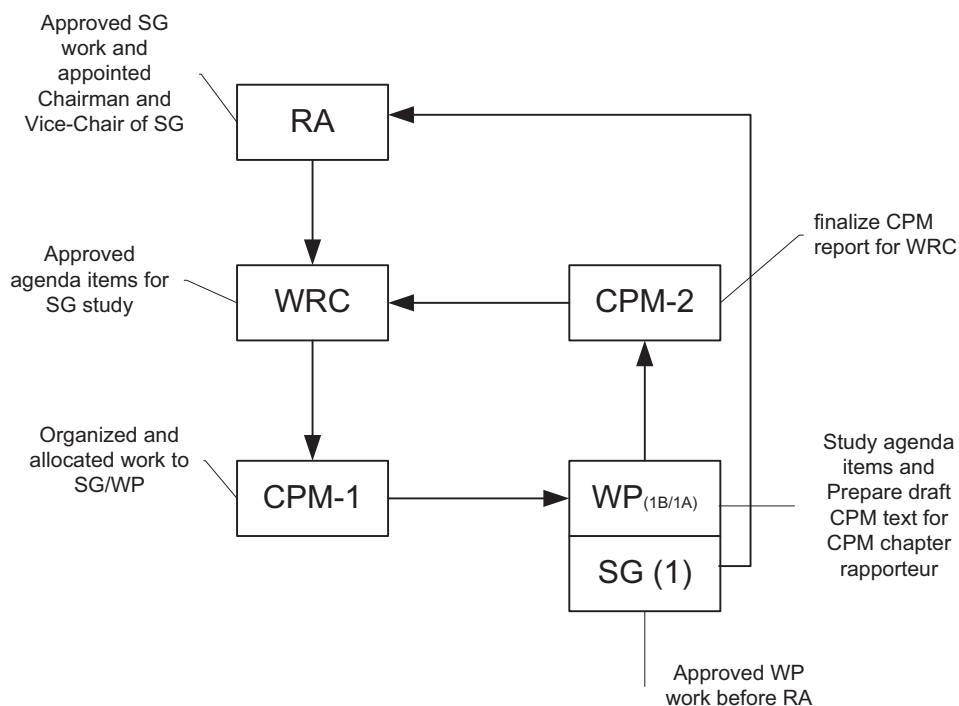 Approved SG
work and
appointed
Chairman and
Vice-Chair of SG
RA
finalize CPM
report for WRC
Approved
agenda items for
SG study
WRC
CPM-2
Organized and
allocated work to
SG/WP
CPM-1
WP(1B/1A)
SG (1)
Study agenda
items and
Prepare draft
CPM text for
CPM chapter
rapporteur
Approved WP
work before RA